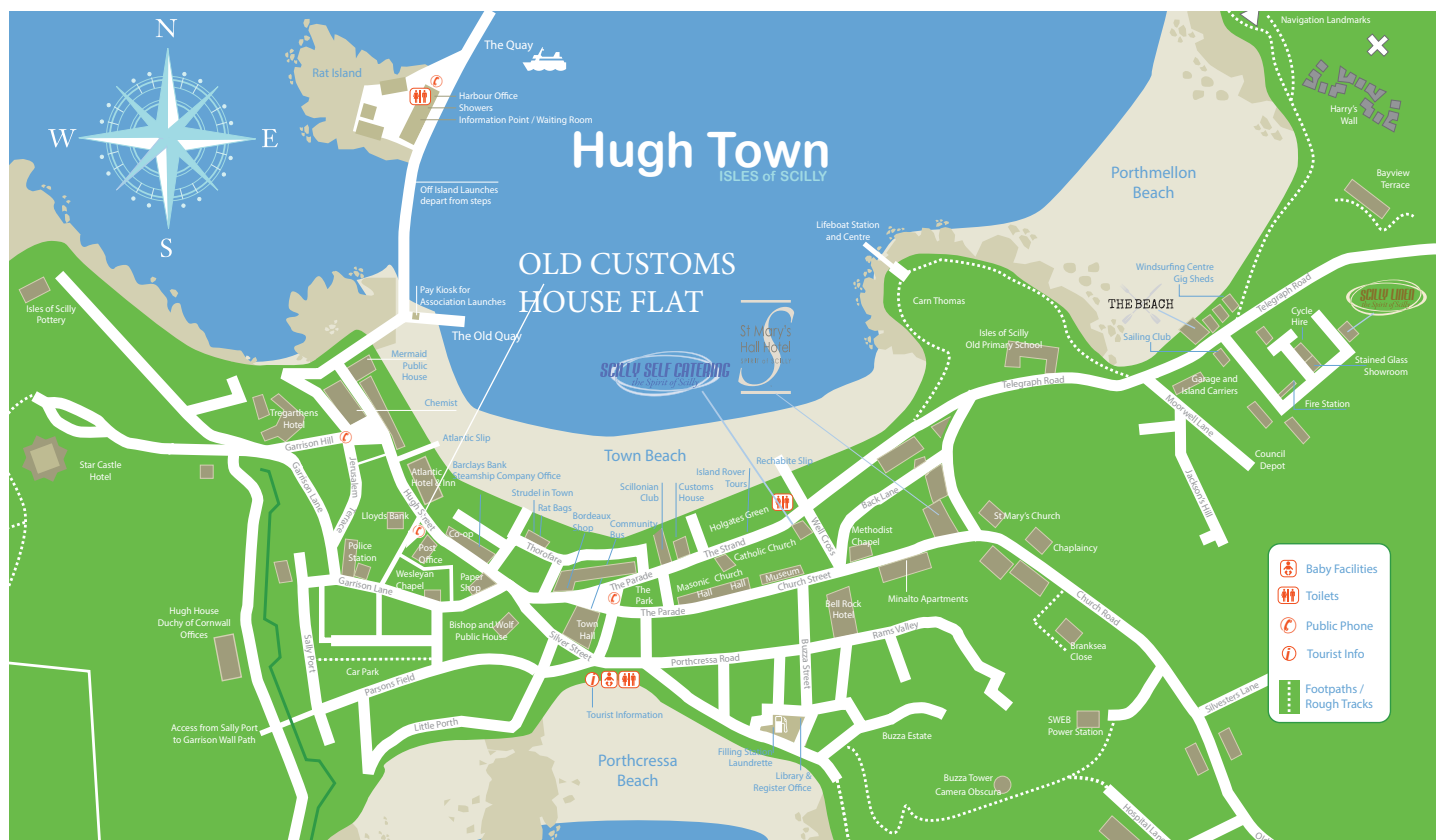 N
W
E
S
Rat Island
The Quay
Harbour Office
Showers
Information Point / Waiting Room
Off Island Launches
depart from steps
Hugh Town
ISLES of SCILLY
Navigation Landmarks
Harry's
Wall
Bayview
Terrace
Porthmellon
Beach
Lifeboat Station
and Centre
OLD CUSTOMS
HOUSE FLAT
Pay Kiosk for
Association Launches
The Old Quay
Isles of Scilly
Pottery
Windsurfing Centre
Gig Sheds
THE BEACH
Telegraph Road
SCILLY LINEN
the Spirit of Scilly
Cycle
Hire
Carn Thomas
Isles of Scilly
Old Primary School
Sailing Club
Stained Glass
Showroom
St Mary's
Hall Hotel
SCILLY SELF CATERING
the Spirit of Scilly
Mermaid
Public
House
Chemist
Telegraph Road
Garage and
Island Carriers
Fire Station
Moorwell Lane
Council
Depot
Jackson's Hill
Tregarthens
Hotel
Garrison Hill
Star Castle
Hotel
Atlantic Slip
Town Beach
Rechabite Slip
Garrison Lane
Jerusalem
Terrace
Hugh Street
Atlantic
Hotel & Inn
Barclays Bank
Steamship Company Office
Strudel in Town
Rat Bags
Bordeaux
Shop
Community
Bus
Scillonian
Club
Customs
House
Island Rover
Tours
Holgates Green
Back Lane
Well Cross
Lloyds Bank
Co-op
Post
Office
Police
Station
Wesleyan
Chapel
Paper
Shop
Thorofare
The Strand
Catholic Church
Methodist
Chapel
St Mary's Church
Chaplaincy
Garrison Lane
The Parade
The
Park
Masonic
Hall
Church
Hall
Museum
Church Street
The Parade
Minalto Apartments
Bell Rock
Hotel
Church Road
Branksea
Close
Hugh House
Duchy of Cornwall
Offices
Bishop and Wolf
Public House
Town
Hall
Silver Street
Rams Valley
Buzza Street
Porthcressa Road
Sally Port
Car Park
Parsons Field
Little Porth
Access from Sally Port
to Garrison Wall Path
Tourist Information
Porthcressa
Beach
Filling Station
Laundrette
Library &
Register Office
Buzza Estate
SWEB
Power Station
Silvesters Lane
Buzza Tower
Camera Obscura
Hospital Lane
Baby Facilities
Toilets
Public Phone
Tourist Info
Footpaths /
Rough Tracks